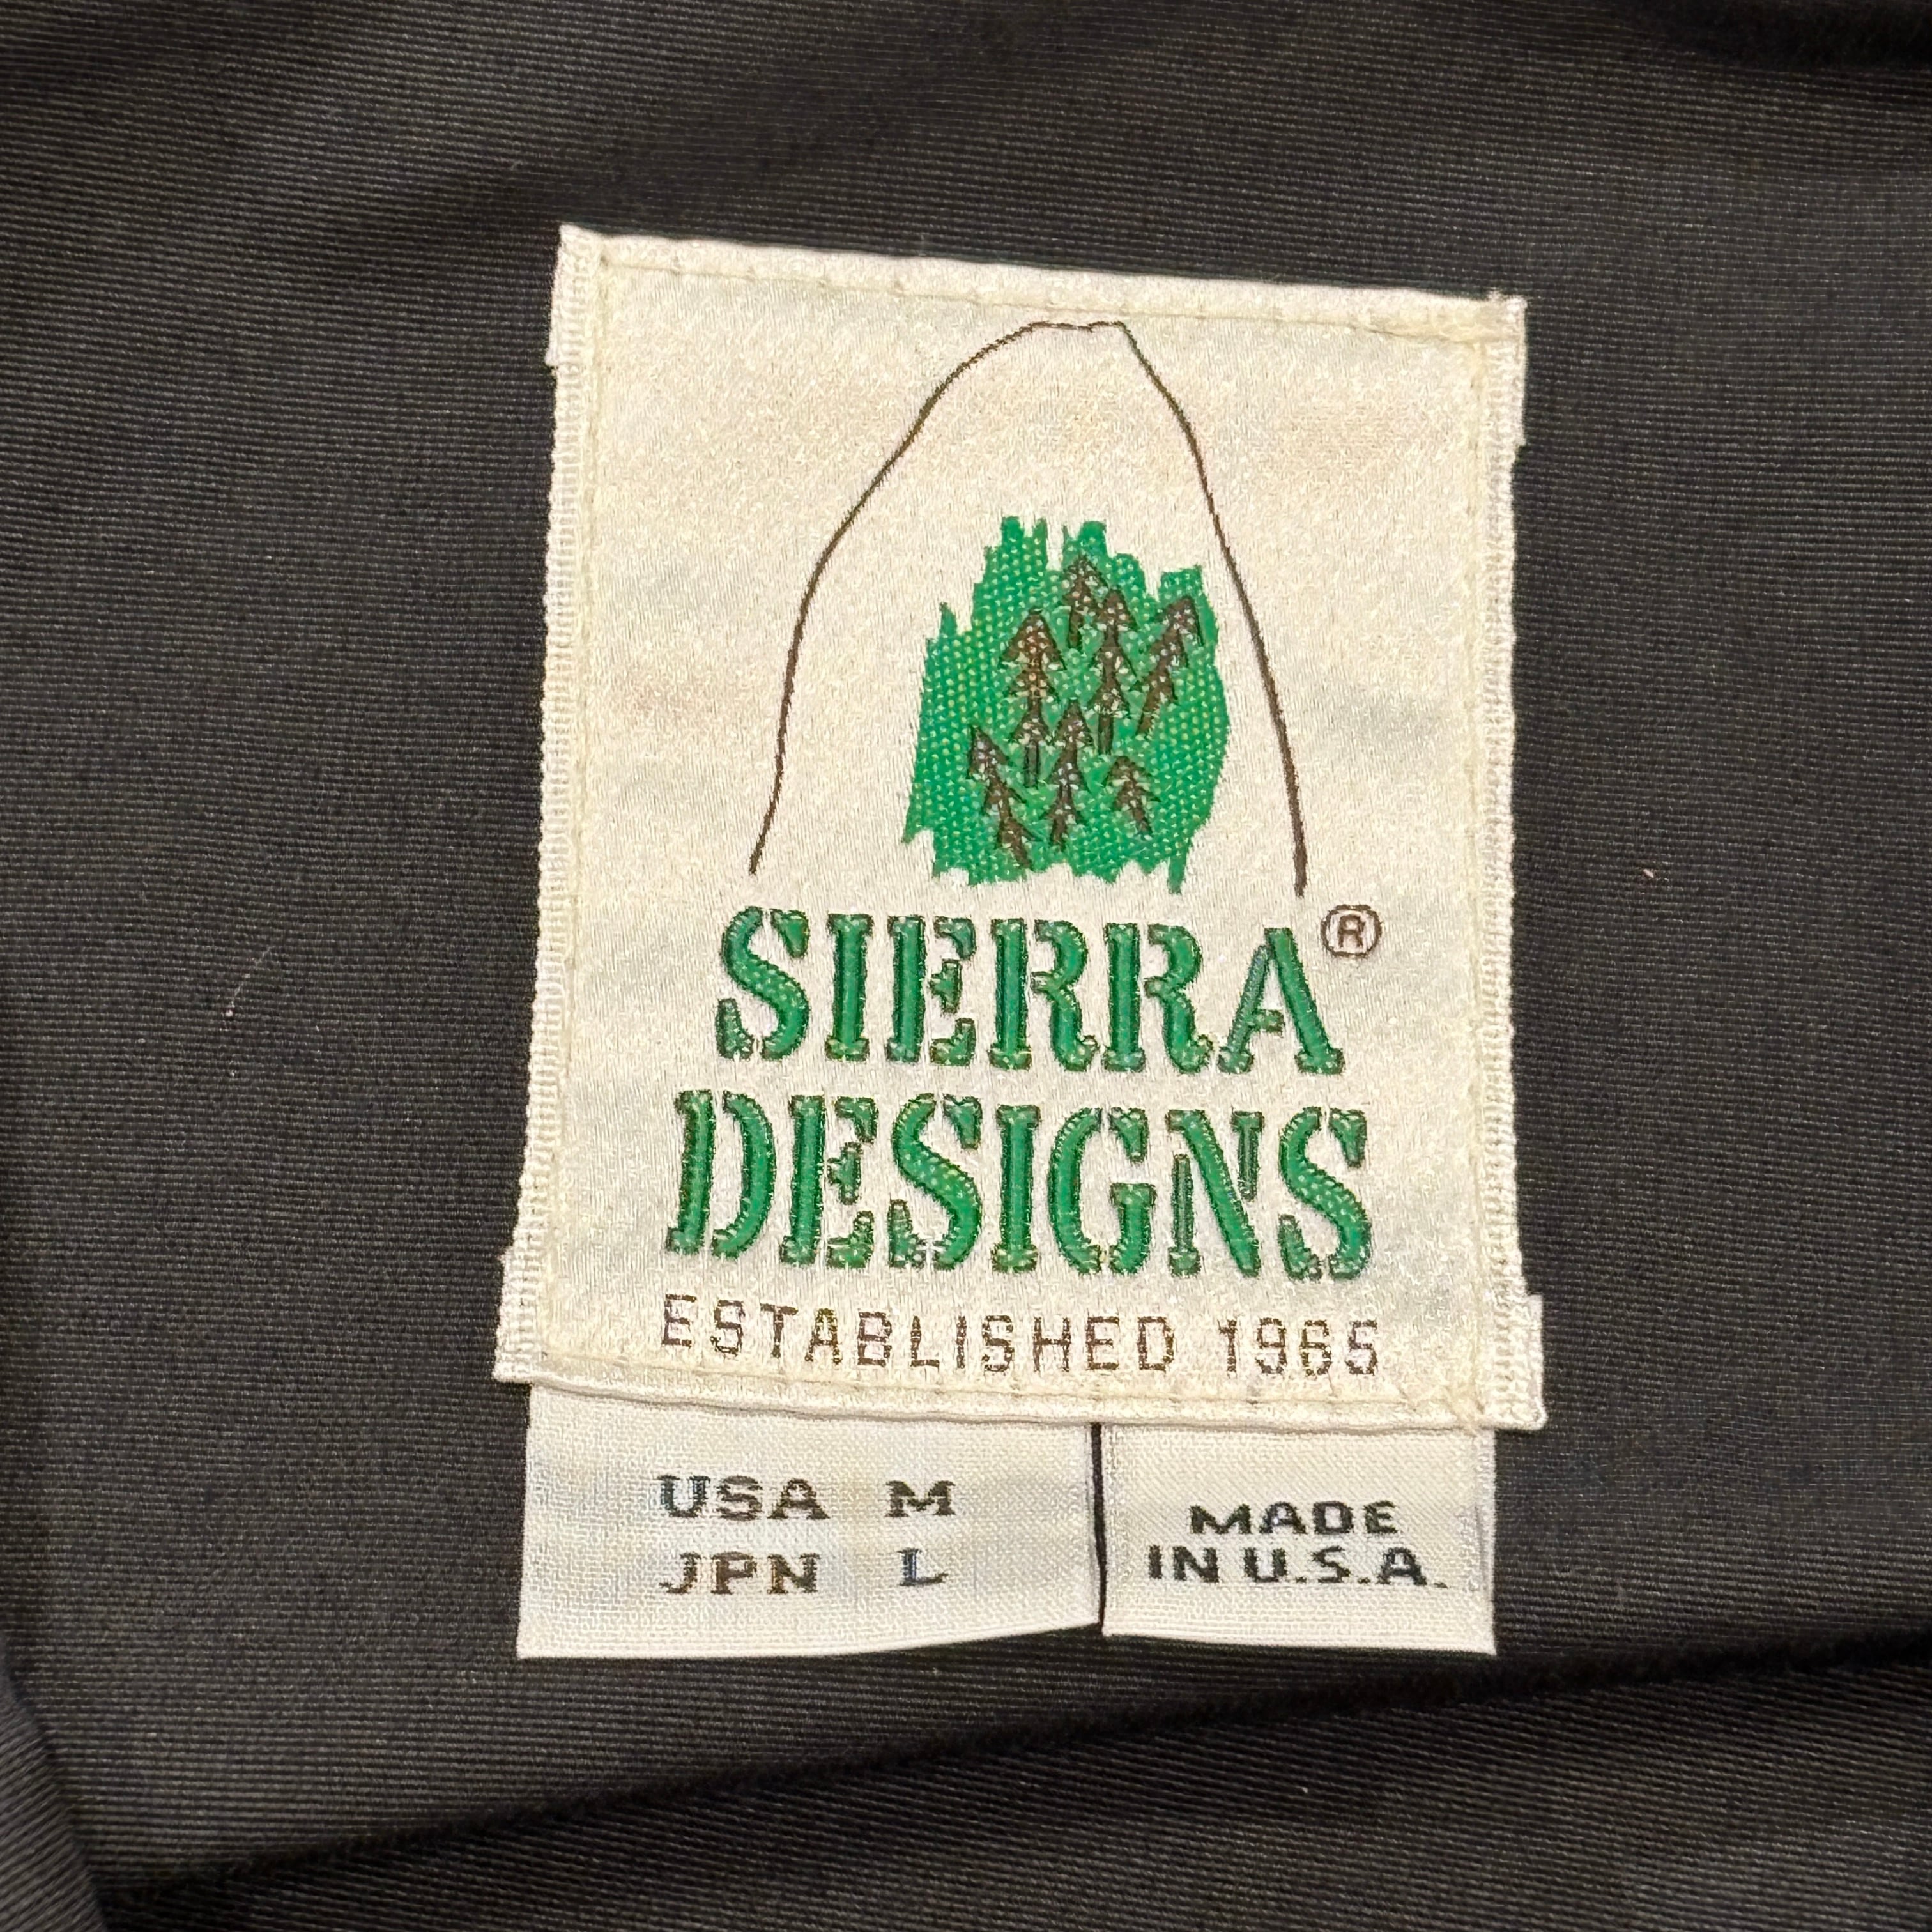 SIERRA®
DESIGNS
ESTABLISHED 1965
USA M
JPN L
MADE
IN U.S.A.